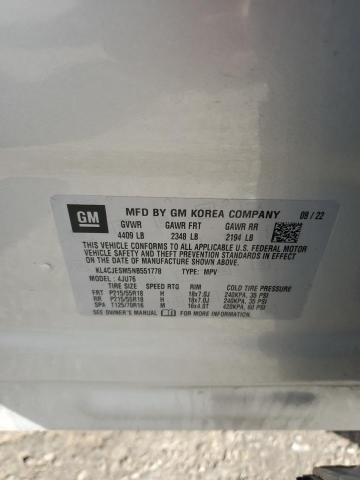 GM
MFD BY GM KOREA COMPANY 09/22
GVWR GAWR FRT GAWR RR
4409 LB 2348 LB 2194 LB
THIS VEHICLE CONFORMS TO ALL APPLICABLE U.S. FEDERAL MOTOR
VEHICLE SAFETY, BUMPER, AND THEFT PREVENTION STANDARDS IN
EFFECT ON THE DATE OF MANUFACTURE SHOWN ABOVE.
KL4CJESM5NB551778 TYPE: MPV
MODEL: 4JU76
TIRE SIZE SPEED RTG RIM COLD TIRE PRESSURE
FRT P215/55R18 H 18x7.0J 240KPA, 35 PSI
RR P215/55R18 H 18x7.0J 240KPA, 35 PSI
SPA T125/70R16 M 16x4.0T 420KPA, 60 PSI
SEE OWNER'S MANUAL FOR MORE INFORMATION.